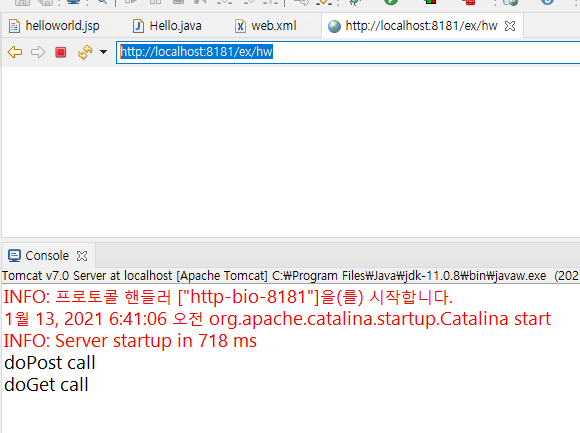 helloworld.jsp Hello.java web.xml http://localhost:8181/ex/hw
http://localhost:8181/ex/hw
Console
Tomcat v7.0 Server at localhost [Apache Tomcat] C:₩Program Files₩Java₩jdk-11.0.8₩bin₩javaw.exe (202
INFO: 프로토콜 핸들러 ["http-bio-8181"]을(를) 시작합니다.
1월 13, 2021 6:41:06 오전 org.apache.catalina.startup.Catalina start
INFO: Server startup in 718 ms
doPost call
doGet call